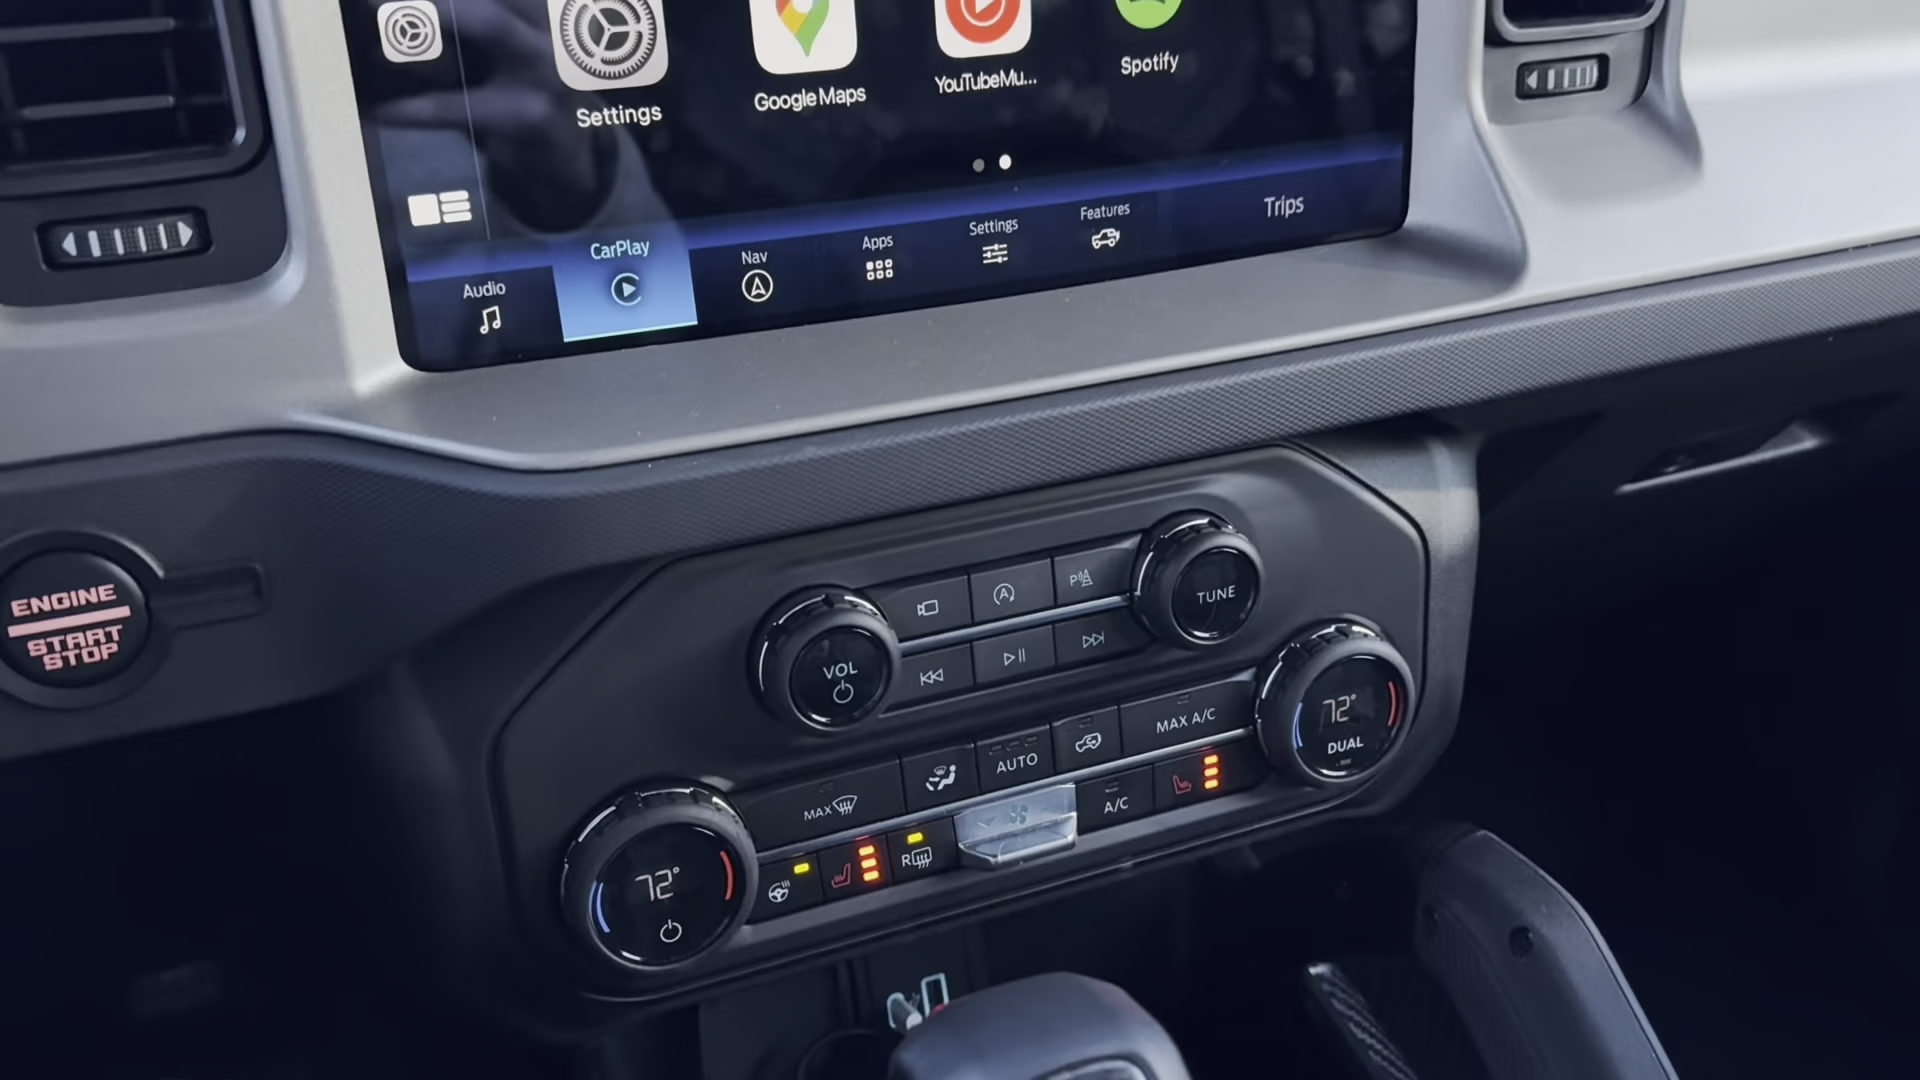 Settings
Google Maps
YouTubeMu...
Spotify
Audio
CarPlay
Nav
Apps
Settings
Features
Trips
ENGINE
START
STOP
VOL
TUNE
P
A
MAX
AUTO
MAX A/C
72°
DUAL
72°
R
A/C